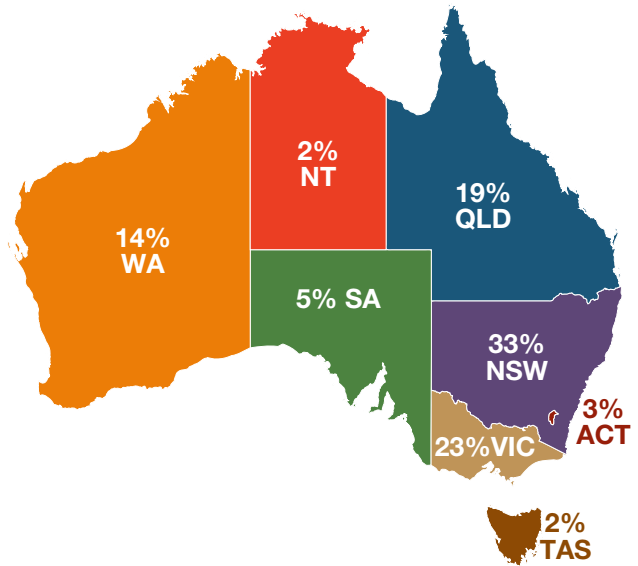 2%
NT
19%
QLD
14%
WA
5% SA
33%
NSW
3%
ACT
23% VIC
2%
TAS